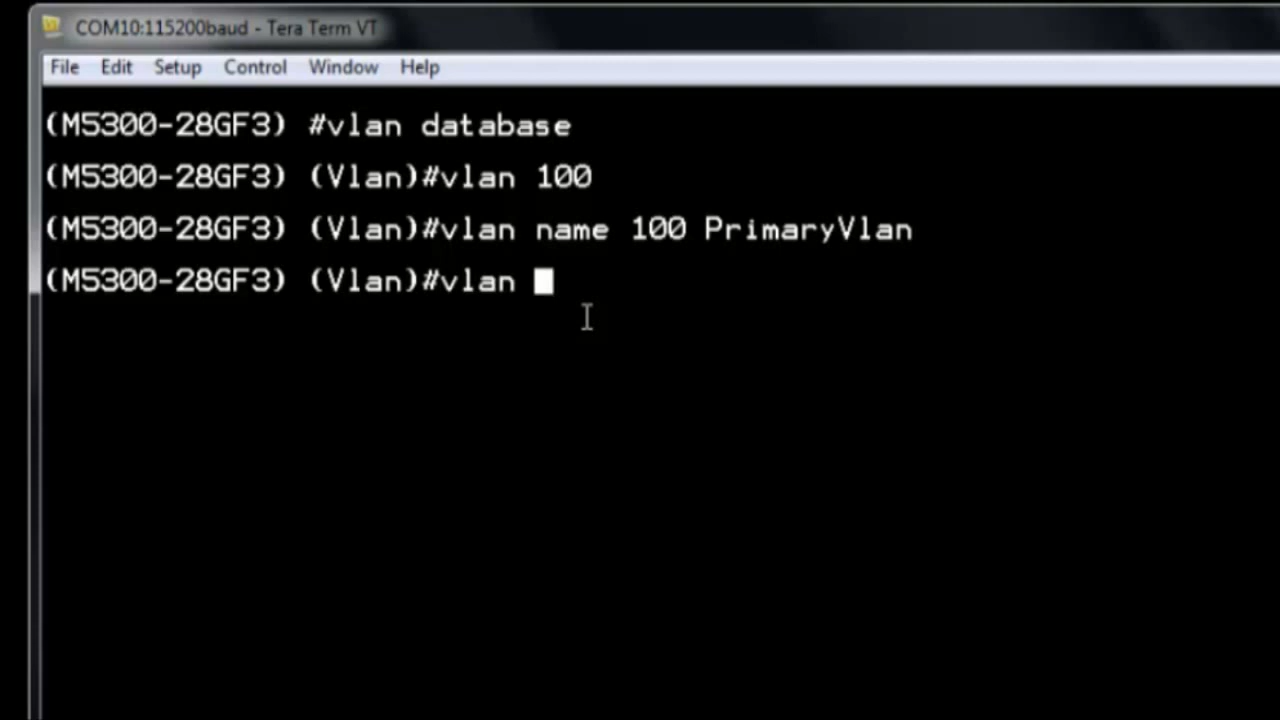 COM10:115200baud - Tera Term VT
File Edit Setup Control Window Help
(M5300-28GF3) #vlan database
(M5300-28GF3) (Vlan)#vlan 100
(M5300-28GF3) (Vlan)#vlan name 100 PrimaryVlan
(M5300-28GF3) (Vlan)#vlan